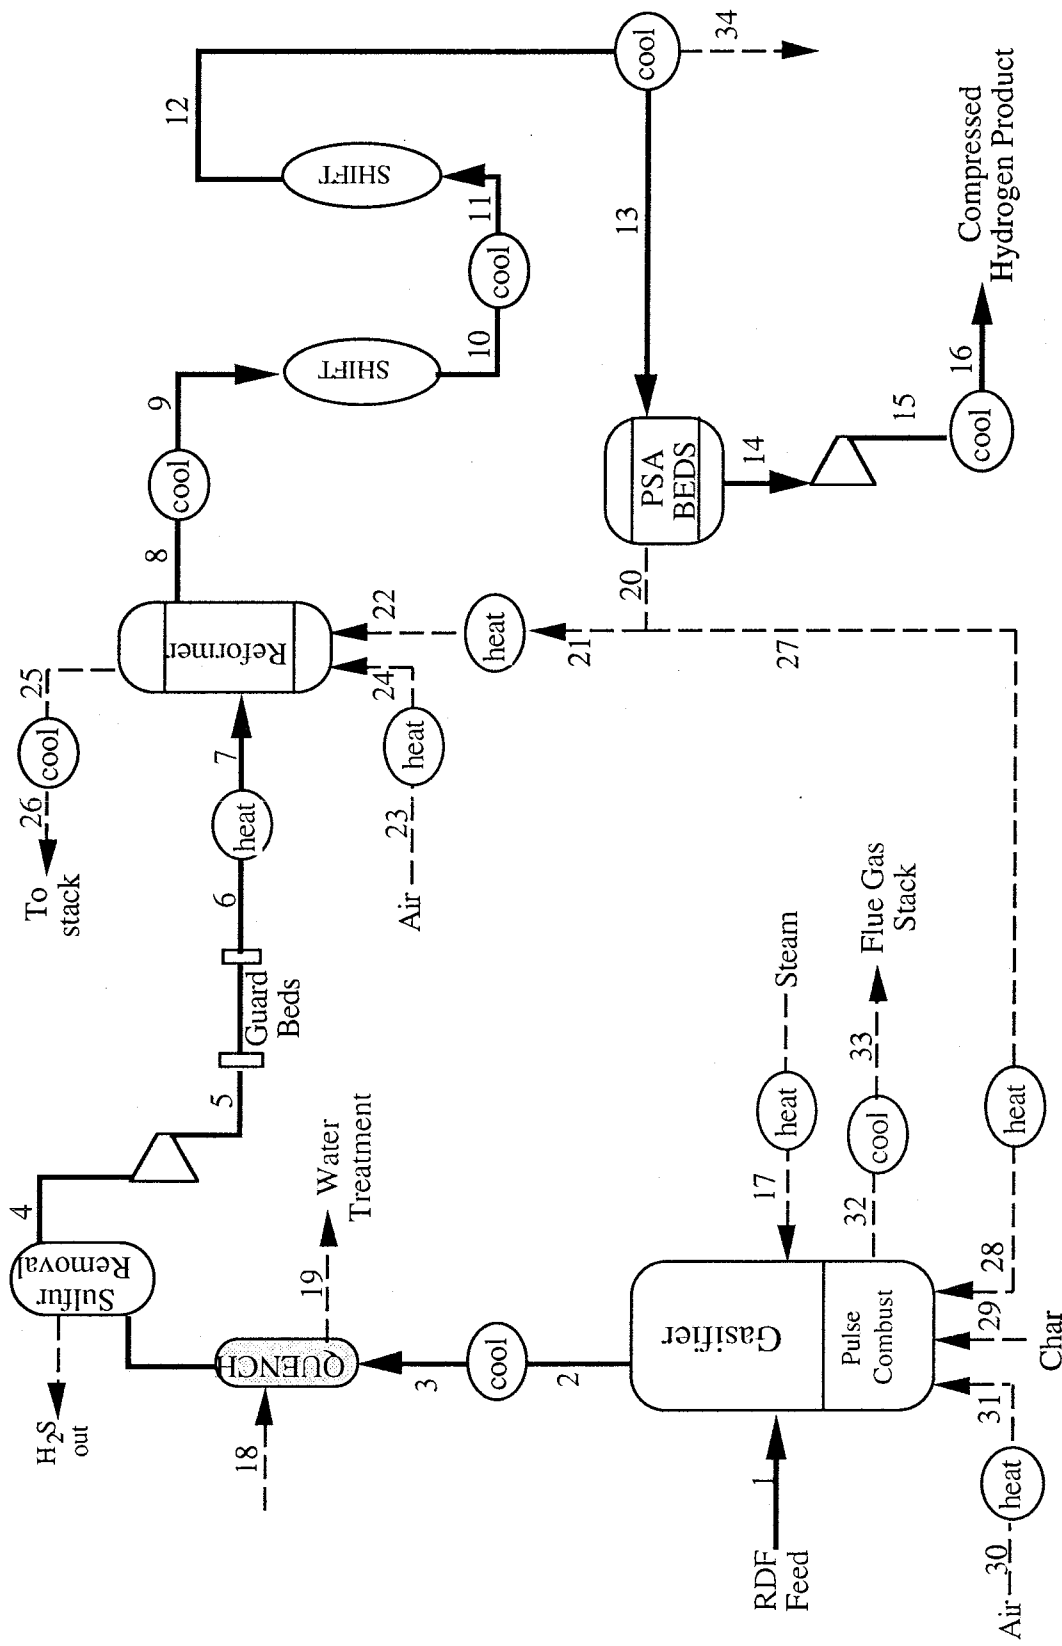 H₂S
out
Sulfur
Removal
4
To
stack
26
cool
25
18
QUENCH
19
Water
Treatment
5
Guard
Beds
6
heat
7
Reformer
8
cool
9
SHIFT
10
cool
11
SHIFT
12
3
cool
2
Air
23
heat
24
22
heat
21
RDF
Feed
1
Gasifier
Pulse
Combust
17
heat
Steam
32
cool
33
Flue Gas
Stack
Air
30
heat
31
29
Char
28
heat
27
20
PSA
BEDS
13
cool
34
14
15
cool
16
Compressed
Hydrogen Product